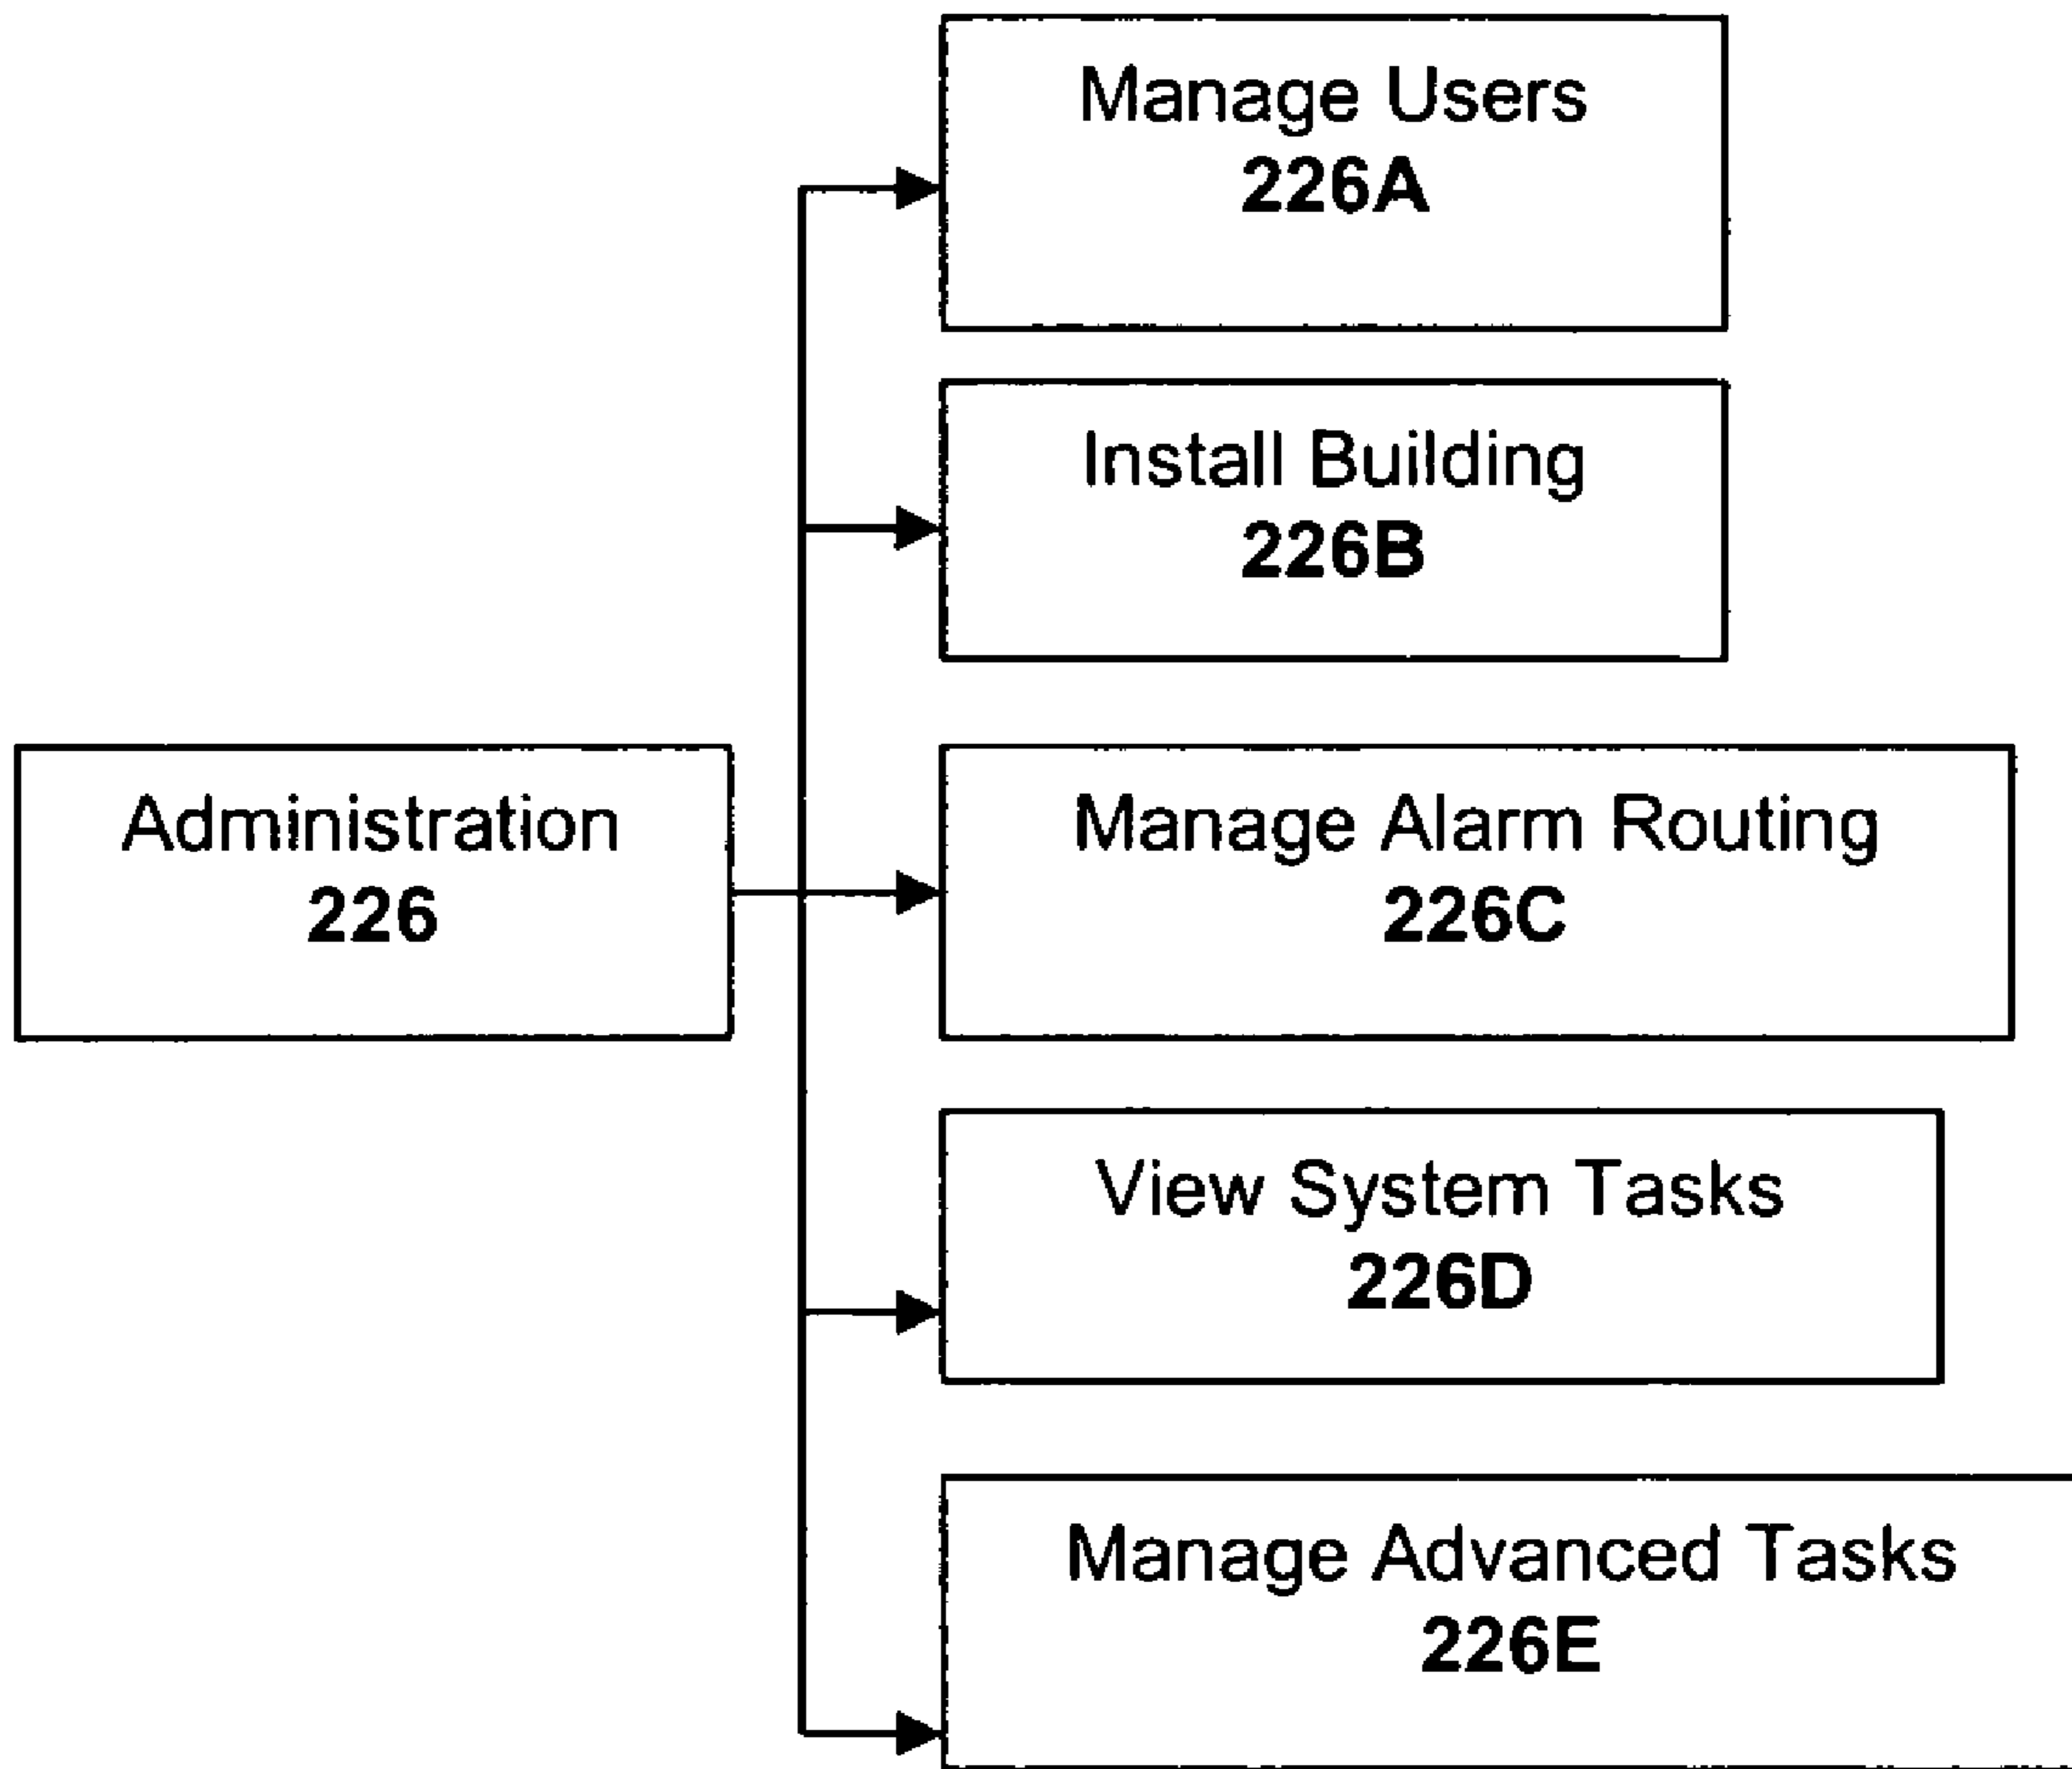 Manage Users
226A
Install Building
226B
Administration
226
Manage Alarm Routing
226C
View System Tasks
226D
Manage Advanced Tasks
226E